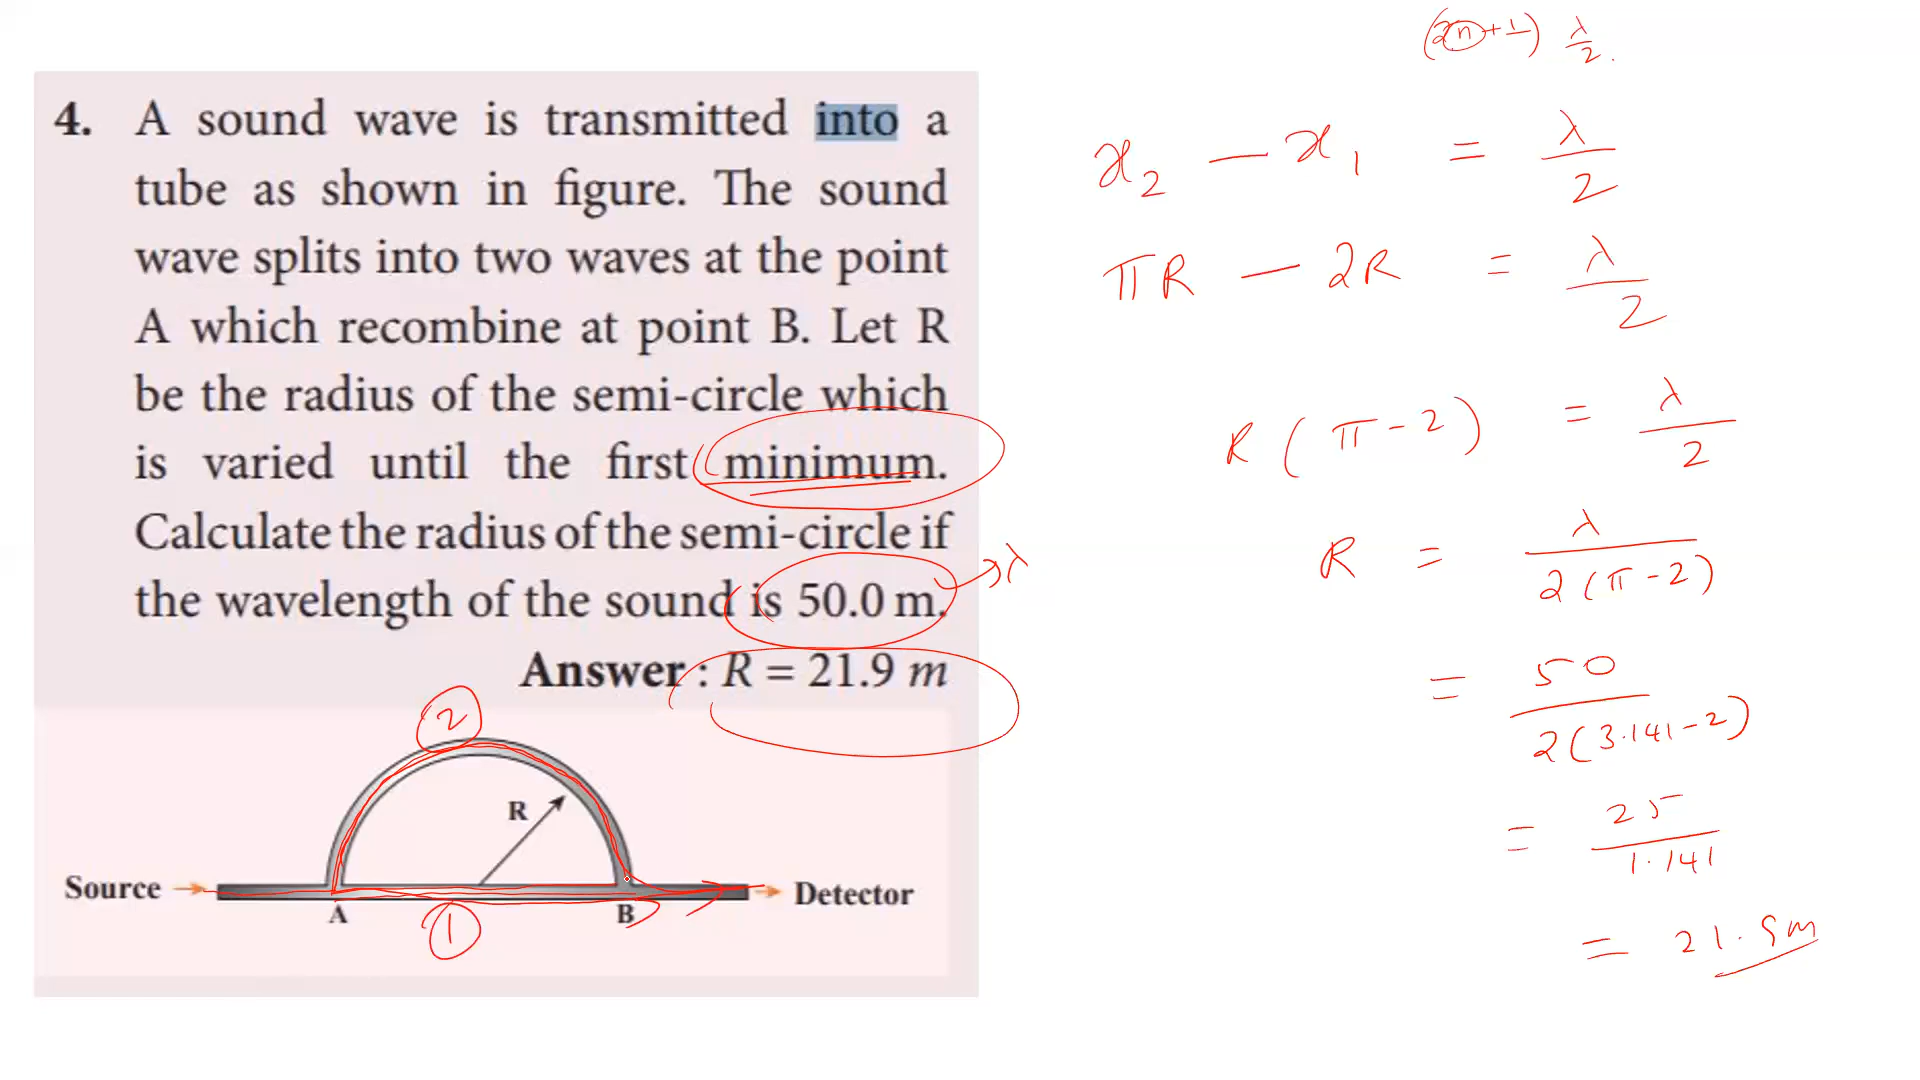 4. A sound wave is transmitted into a
tube as shown in figure. The sound
wave splits into two waves at the point
A which recombine at point B. Let R
be the radius of the semi-circle which
is varied until the first minimum.
Calculate the radius of the semi-circle if
the wavelength of the sound is 50.0 m.
→λ
Answer : R = 21.9 m
2
R
Source
A
1
B
Detector
(2n+1) λ/2.
x₂ − x₁ = λ/2
πR − 2R = λ/2
R (π-2) = λ/2
R = λ/2(π-2)
= 50/2(3.141-2)
= 25/1.141
= 21.9m